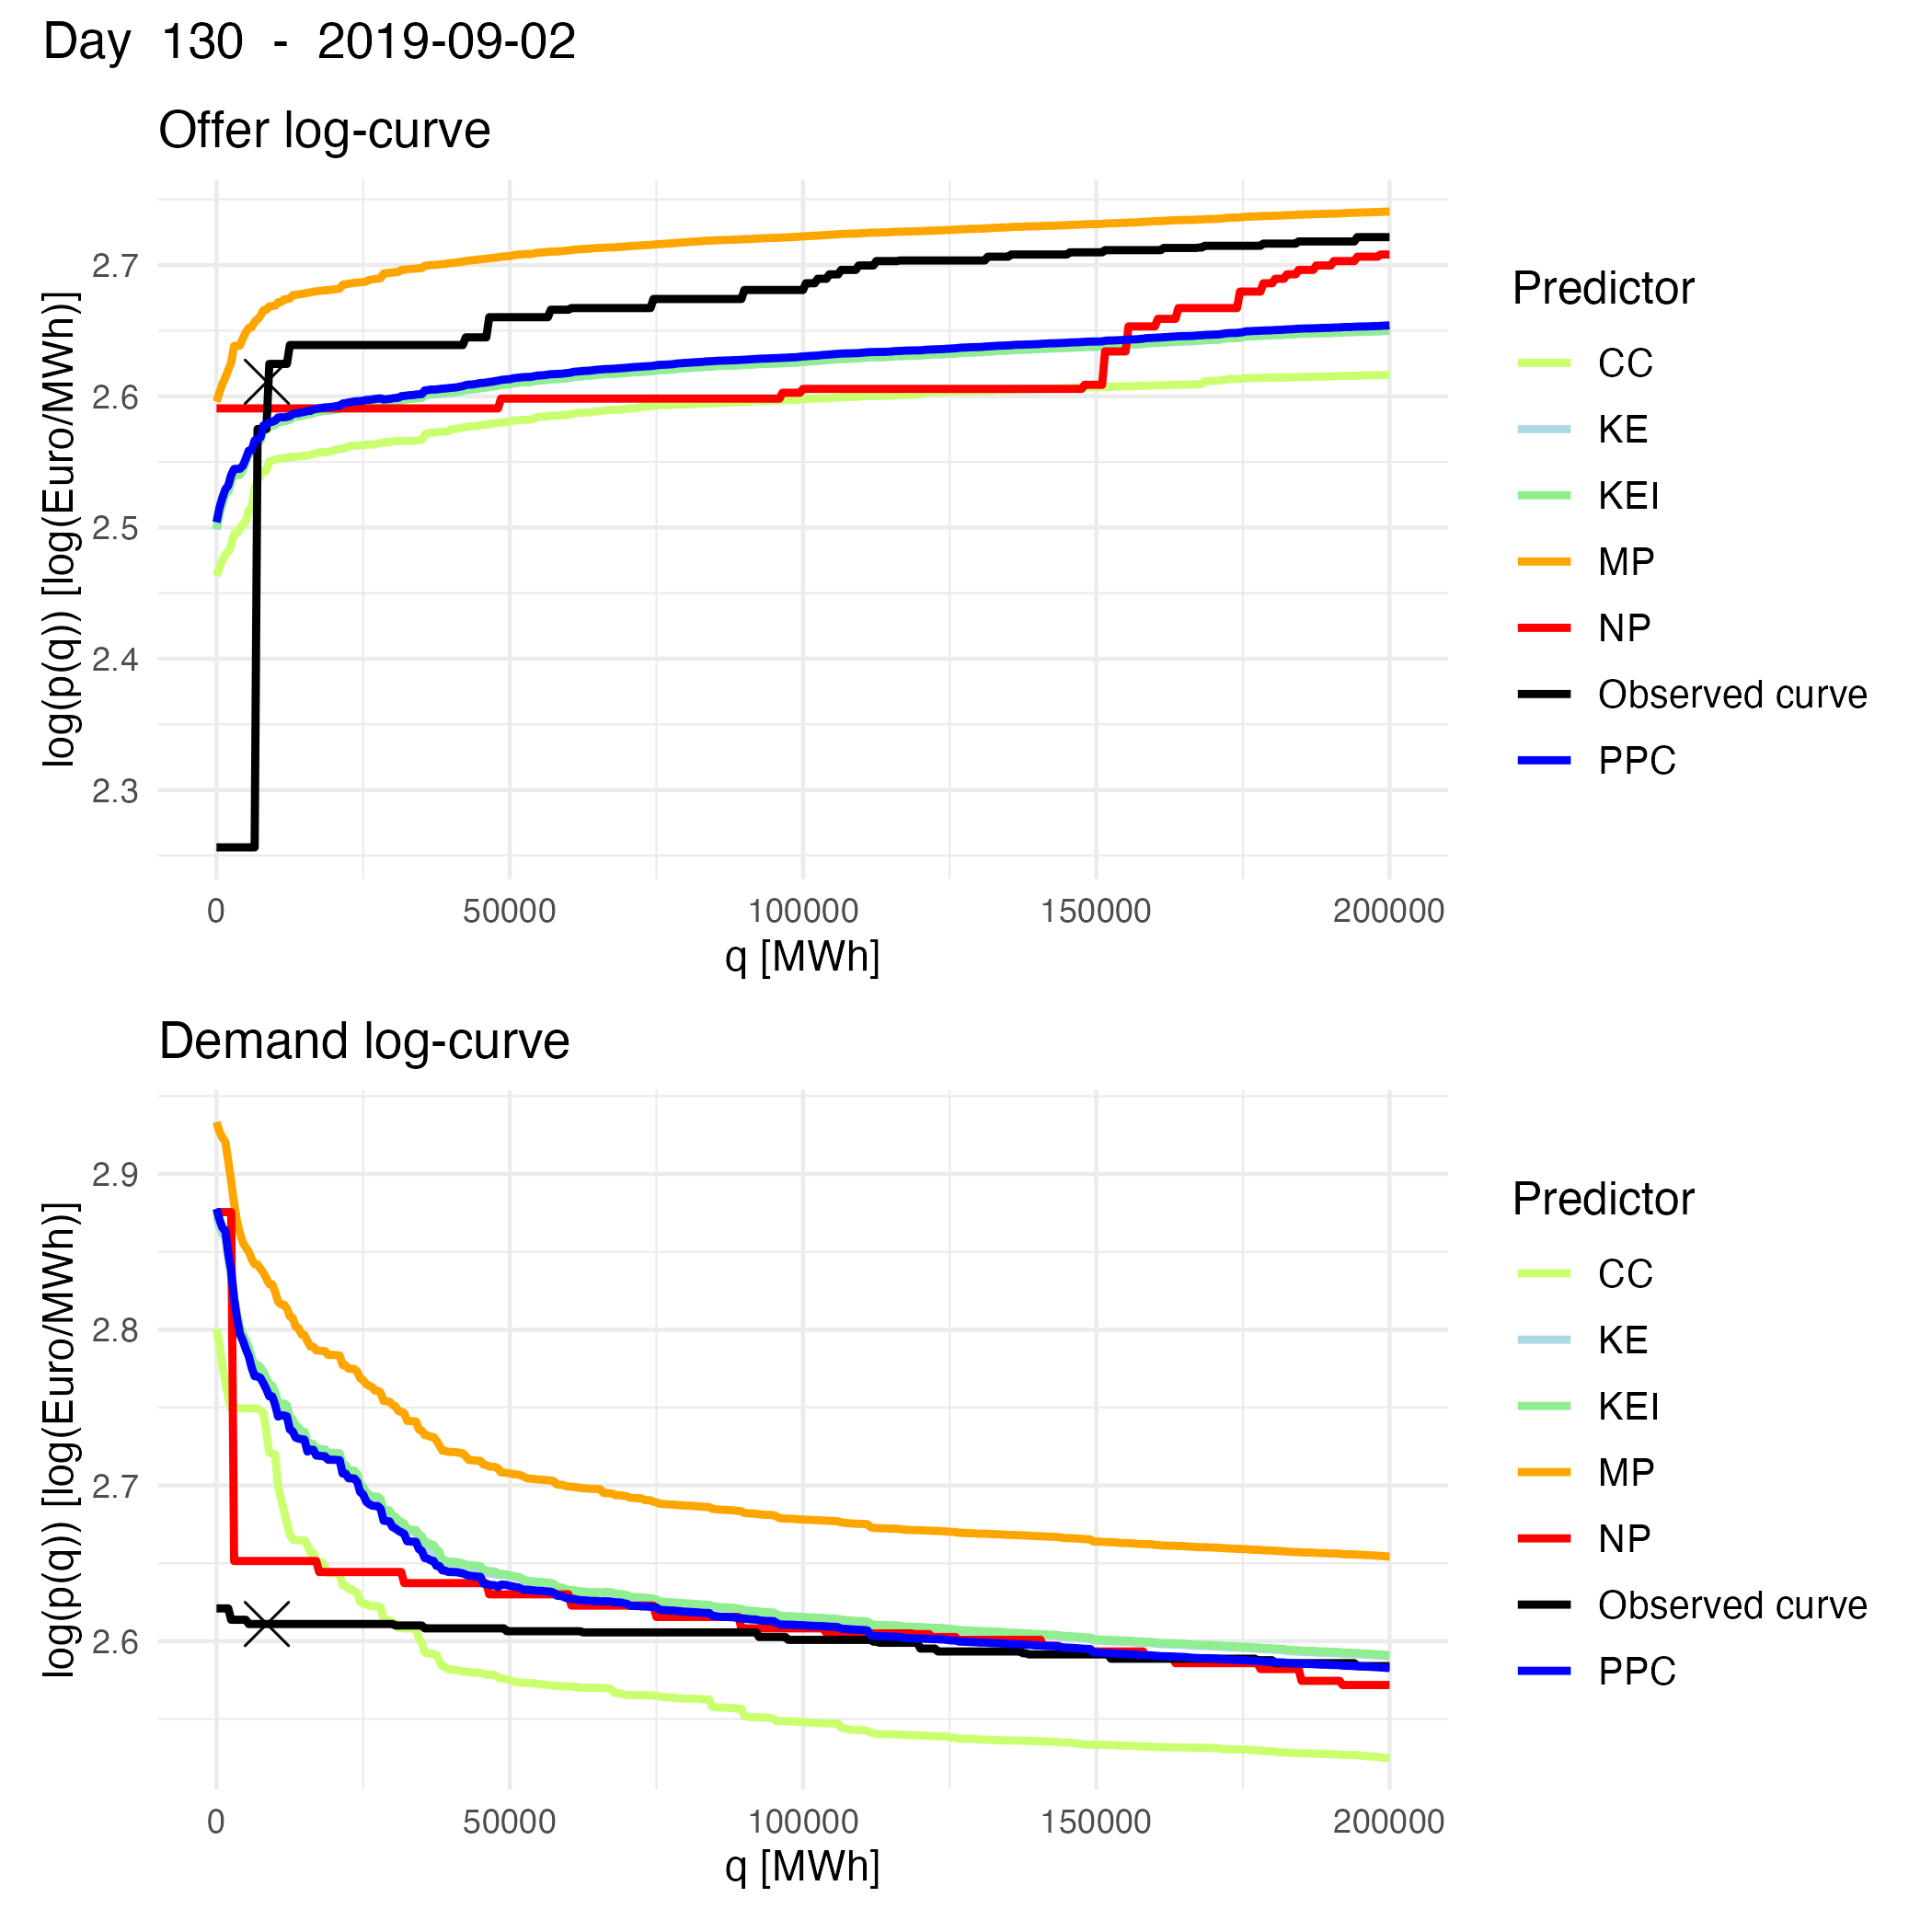 Day 130 - 2019-09-02
Offer log-curve
log(p(q)) [log(Euro/MWh)]
2.7
2.6
2.5
2.4
2.3
0 50000 100000 150000 200000
q [MWh]
Predictor
CC
KE
KEI
MP
NP
Observed curve
PPC
Demand log-curve
log(p(q)) [log(Euro/MWh)]
2.9
2.8
2.7
2.6
0 50000 100000 150000 200000
q [MWh]
Predictor
CC
KE
KEI
MP
NP
Observed curve
PPC